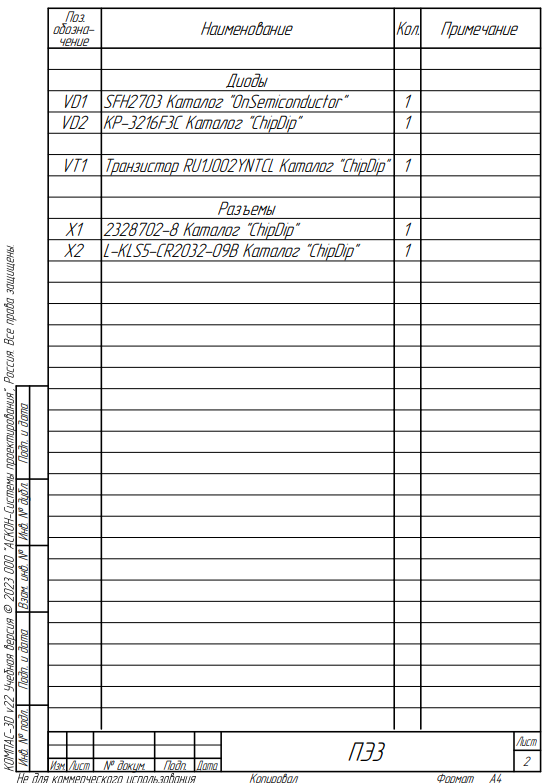 Поз. обозна- чение Наименование Кол. Примечание
Диоды
VD1 SFH2703 Каталог "OnSemiconductor" 1
VD2 KP-3216F3C Каталог "ChipDip" 1
VT1 Транзистор RU1J002YNTCL Каталог "ChipDip" 1
Разъемы
X1 2328702-8 Каталог "ChipDip" 1
X2 L-KLS5-CR2032-09B Каталог "ChipDip" 1
КОМПАС-3D v22 Учебная версия © 2023 ООО "АСКОН-Системы проектирования", Россия. Все права защищены.
Подп. и дата
Инв. № дубл.
Взам. инв. №
Подп. и дата
Инв. № подл.
Изм. Лист № докум. Подп. Дата
ПЭ3
Лист
2
Не для коммерческого использования Копировал Формат A4